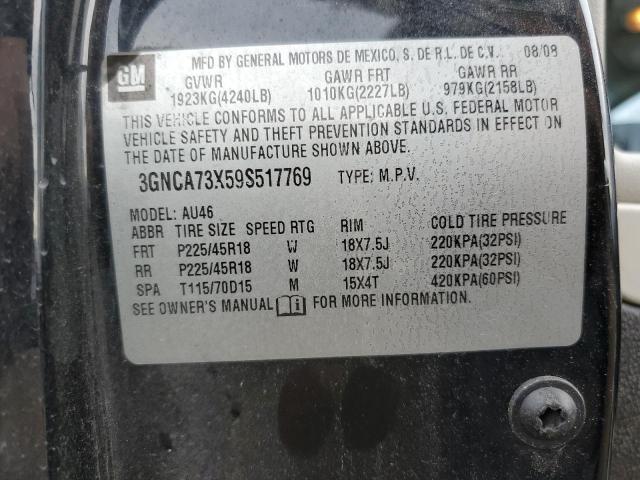 MFD BY GENERAL MOTORS DE MEXICO, S. DE R.L. DE C.V. 08/08
GM
GVWR GAWR FRT GAWR RR
1923KG(4240LB) 1010KG(2227LB) 979KG(2158LB)
THIS VEHICLE CONFORMS TO ALL APPLICABLE U.S. FEDERAL MOTOR
VEHICLE SAFETY AND THEFT PREVENTION STANDARDS IN EFFECT ON
THE DATE OF MANUFACTURE SHOWN ABOVE.
3GNCA73X59S517769 TYPE: M.P.V.
MODEL: AU46
ABBR TIRE SIZE SPEED RTG RIM COLD TIRE PRESSURE
FRT P225/45R18 W 18X7.5J 220KPA(32PSI)
RR P225/45R18 W 18X7.5J 220KPA(32PSI)
SPA T115/70D15 M 15X4T 420KPA(60PSI)
SEE OWNER'S MANUAL FOR MORE INFORMATION.